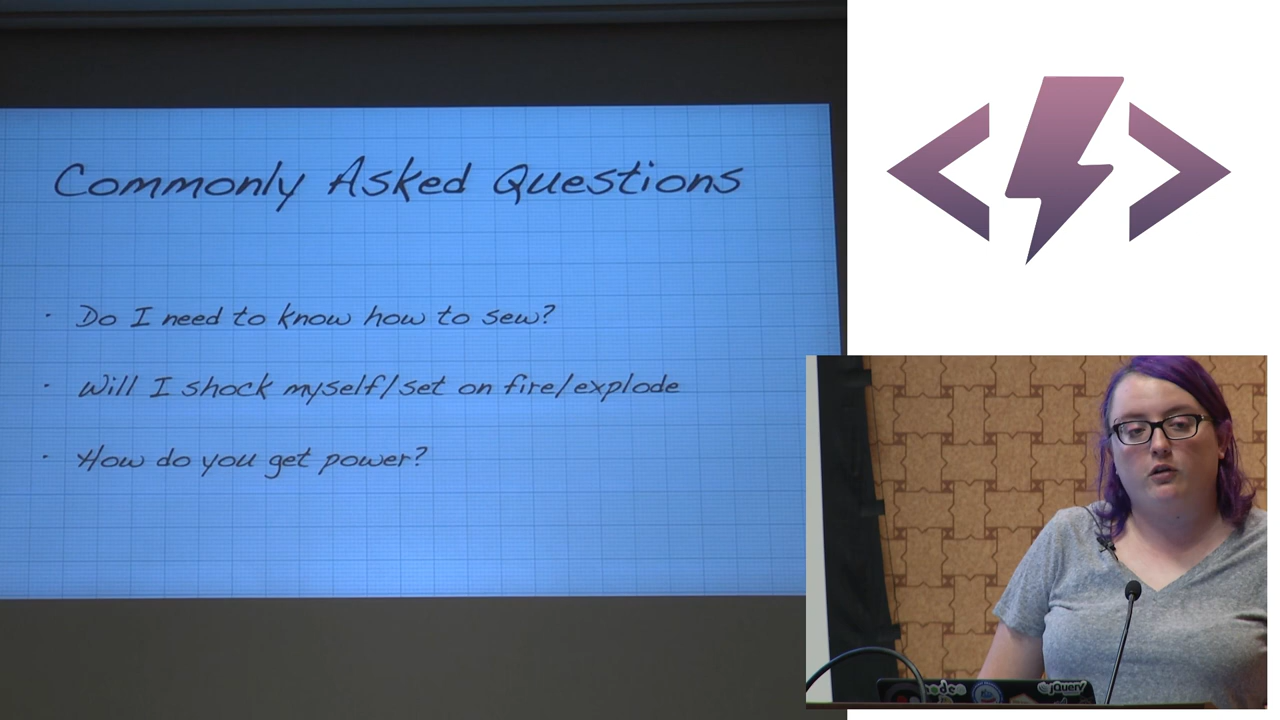 Commonly Asked Questions
· Do I need to know how to sew?
· Will I shock myself/set on fire/explode
· How do you get power?
node
jQuery